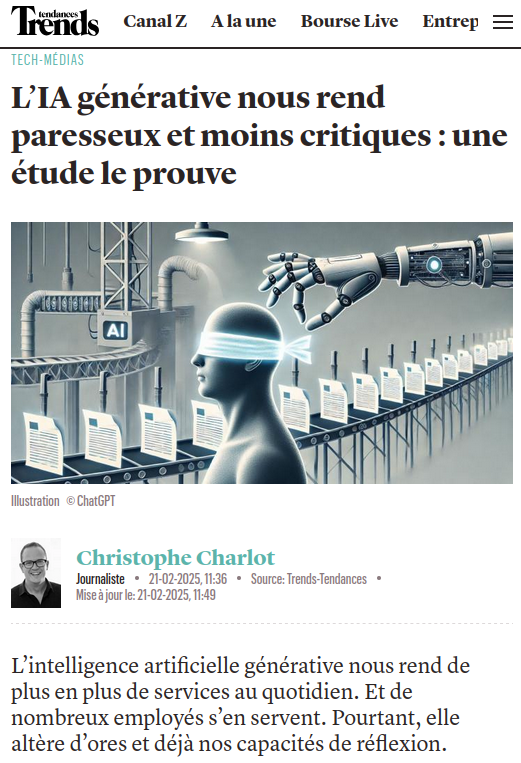 Trends
tendances
Canal Z
A la une
Bourse Live
Entrep
TECH-MÉDIAS
L’IA générative nous rend
paresseux et moins critiques : une
étude le prouve
AI
Illustration © ChatGPT
Christophe Charlot
Journaliste • 21-02-2025, 11:36 • Source: Trends-Tendances •
Mise à jour le: 21-02-2025, 11:49
L’intelligence artificielle générative nous rend de
plus en plus de services au quotidien. Et de
nombreux employés s’en servent. Pourtant, elle
altère d’ores et déjà nos capacités de réflexion.